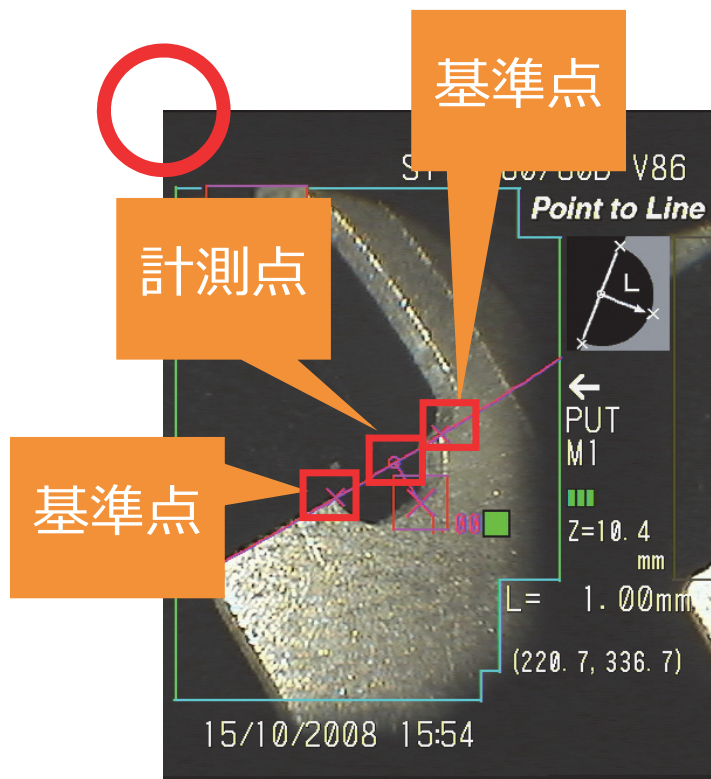 基準点
V86
Point to Line
計測点
L
PUT
M1
基準点
00
Z=10.4
mm
L= 1.00mm
(220.7, 336.7)
15/10/2008 15:54